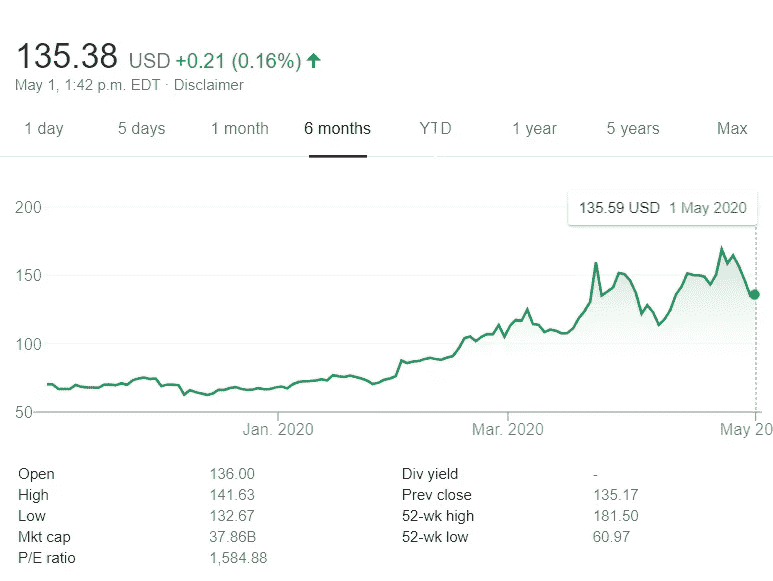 135.38 USD +0.21 (0.16%) ↑
May 1, 1:42 p.m. EDT · Disclaimer
1 day 5 days 1 month 6 months YTD 1 year 5 years Max
135.59 USD 1 May 2020
200
150
100
50
Jan. 2020 Mar. 2020 May 20
Open 136.00 Div yield -
High 141.63 Prev close 135.17
Low 132.67 52-wk high 181.50
Mkt cap 37.86B 52-wk low 60.97
P/E ratio 1,584.88